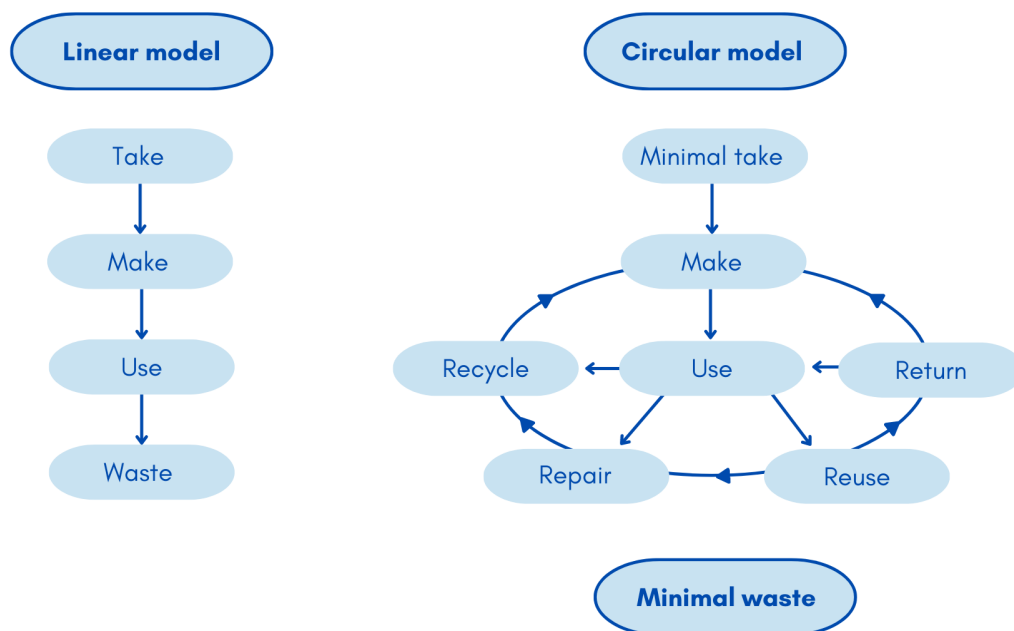 Linear model
Circular model
Take
Minimal take
Make
Make
Use
Recycle
Use
Return
Waste
Repair
Reuse
Minimal waste